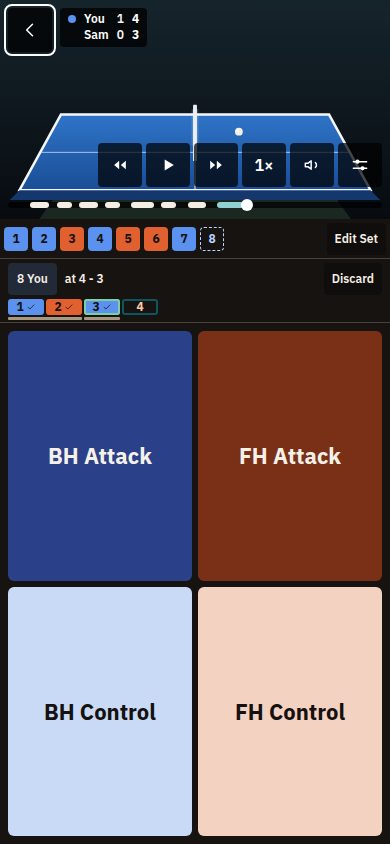 You 1 4
Sam 0 3
1×
1 2 3 4 5 6 7 8 Edit Set
8 You at 4 - 3 Discard
1 ✓ 2 ✓ 3 ✓ 4
BH Attack FH Attack
BH Control FH Control